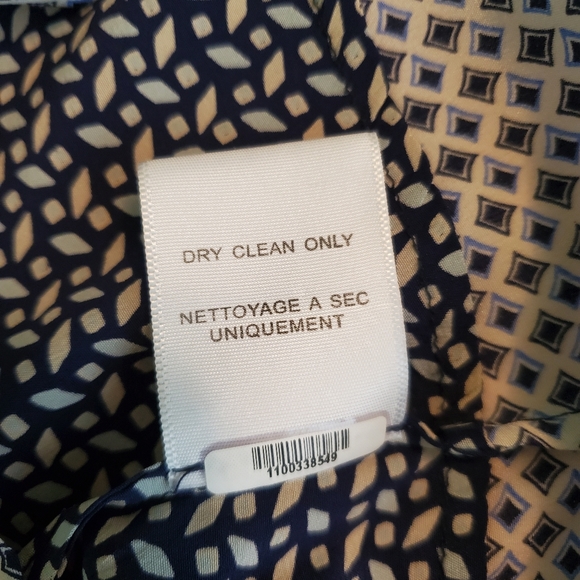 DRY CLEAN ONLY
NETTOYAGE A SEC
UNIQUEMENT
1100338549